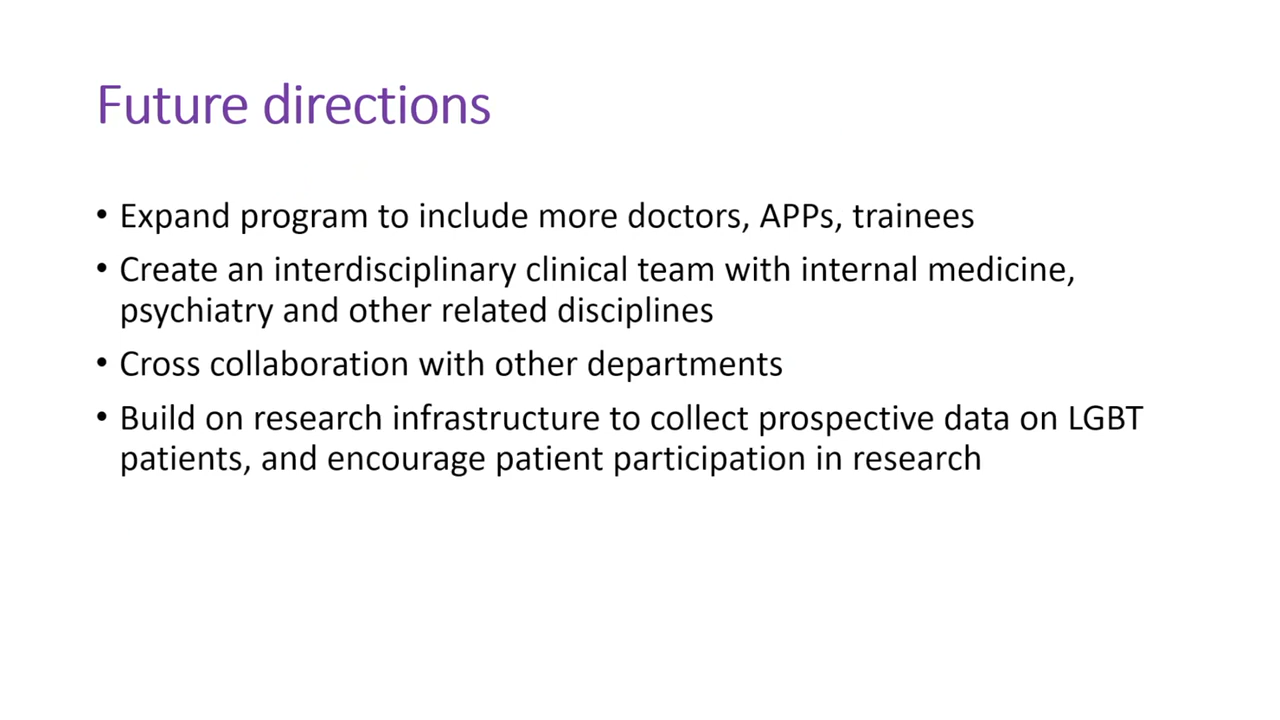 Future directions
• Expand program to include more doctors, APPs, trainees
• Create an interdisciplinary clinical team with internal medicine,
psychiatry and other related disciplines
• Cross collaboration with other departments
• Build on research infrastructure to collect prospective data on LGBT
patients, and encourage patient participation in research